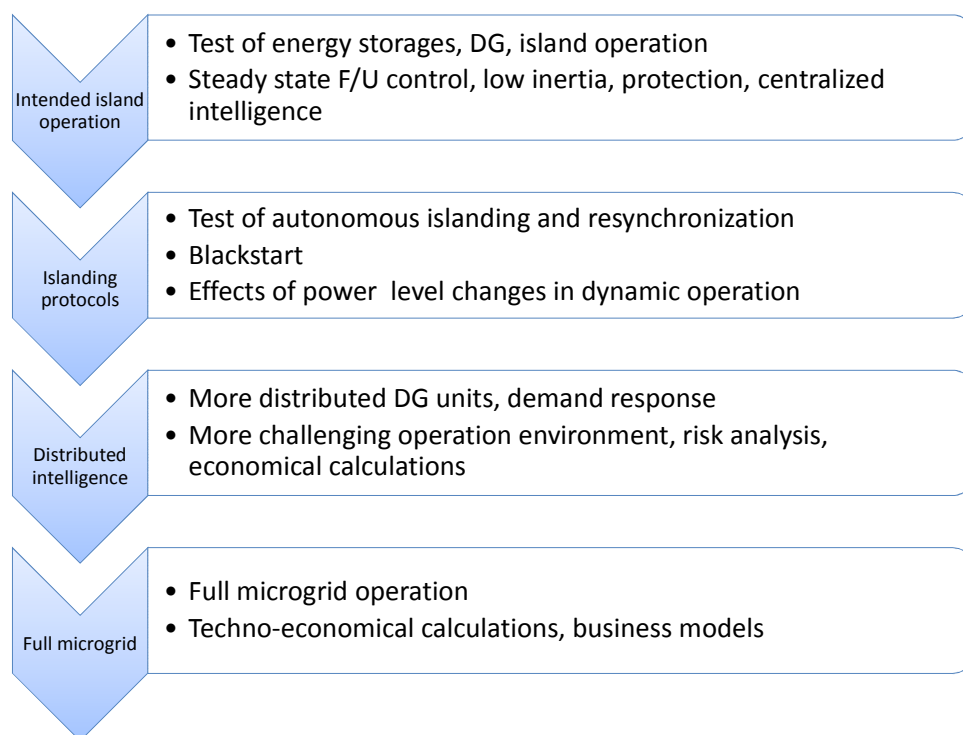 Intended island
operation
• Test of energy storages, DG, island operation
• Steady state F/U control, low inertia, protection, centralized
intelligence
Islanding
protocols
• Test of autonomous islanding and resynchronization
• Blackstart
• Effects of power level changes in dynamic operation
Distributed
intelligence
• More distributed DG units, demand response
• More challenging operation environment, risk analysis,
economical calculations
Full microgrid
• Full microgrid operation
• Techno-economical calculations, business models